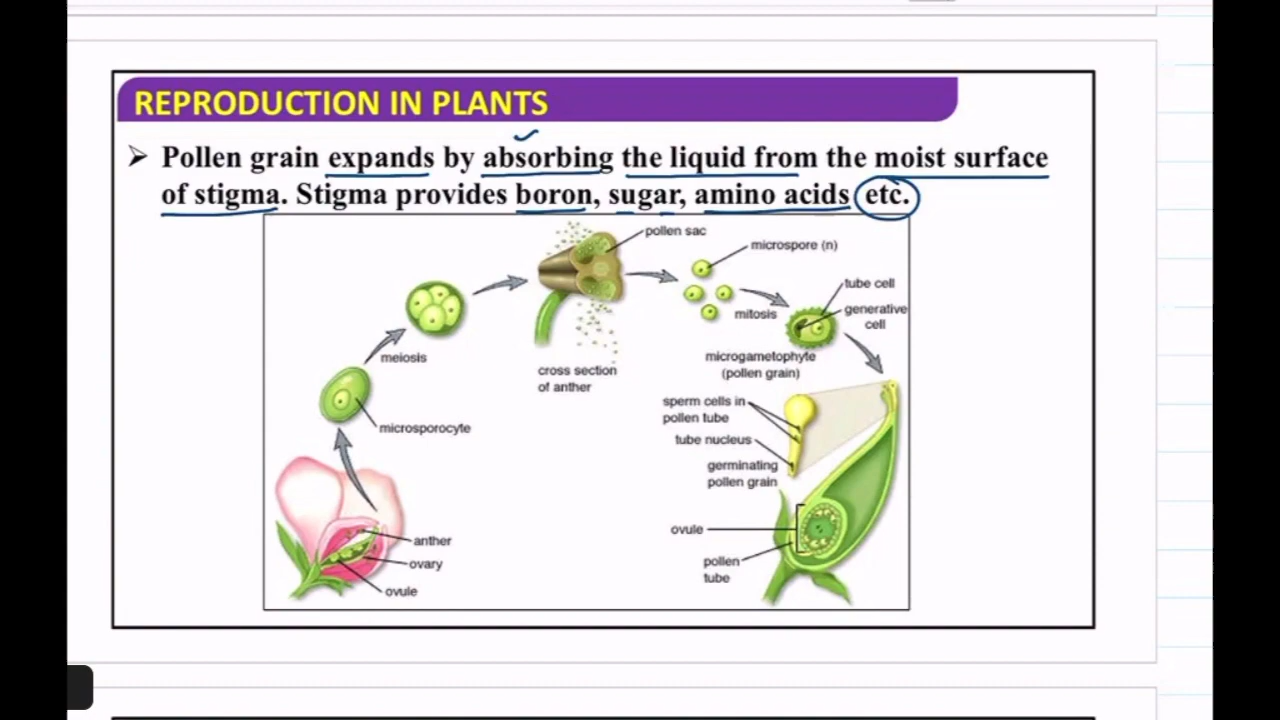 REPRODUCTION IN PLANTS
➢ Pollen grain expands by absorbing the liquid from the moist surface
of stigma. Stigma provides boron, sugar, amino acids etc.
pollen sac
microspore (n)
tube cell
generative
cell
mitosis
meiosis
cross section
of anther
microgametophyte
(pollen grain)
sperm cells in
pollen tube
microsporocyte
tube nucleus
germinating
pollen grain
ovule
anther
ovary
pollen
tube
ovule